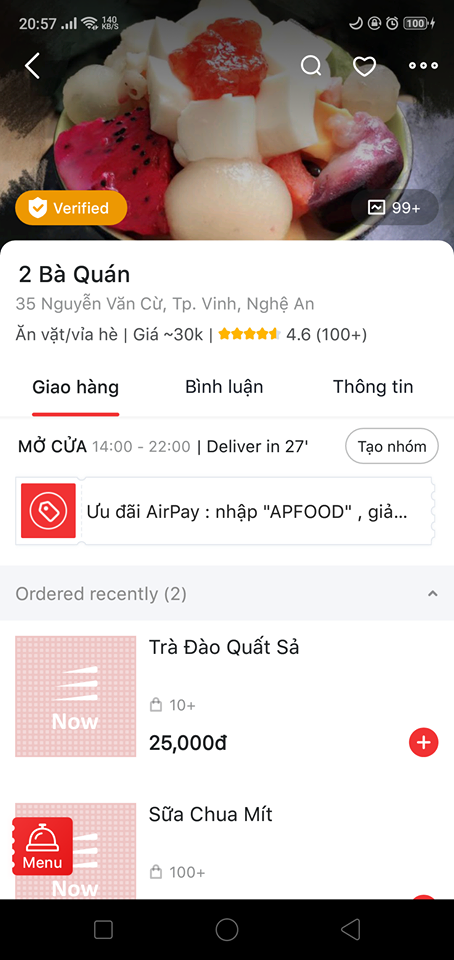 20:57 140 KB/S 100
Verified 99+
2 Bà Quán
35 Nguyễn Văn Cừ, Tp. Vinh, Nghệ An
Ăn vặt/vỉa hè | Giá ~30k | 4.6 (100+)
Giao hàng Bình luận Thông tin
MỞ CỬA 14:00 - 22:00 | Deliver in 27' Tạo nhóm
Ưu đãi AirPay : nhập "APFOOD" , giả...
Ordered recently (2)
Trà Đào Quất Sả
Now
10+
25,000đ
Sữa Chua Mít
Menu
Now
100+